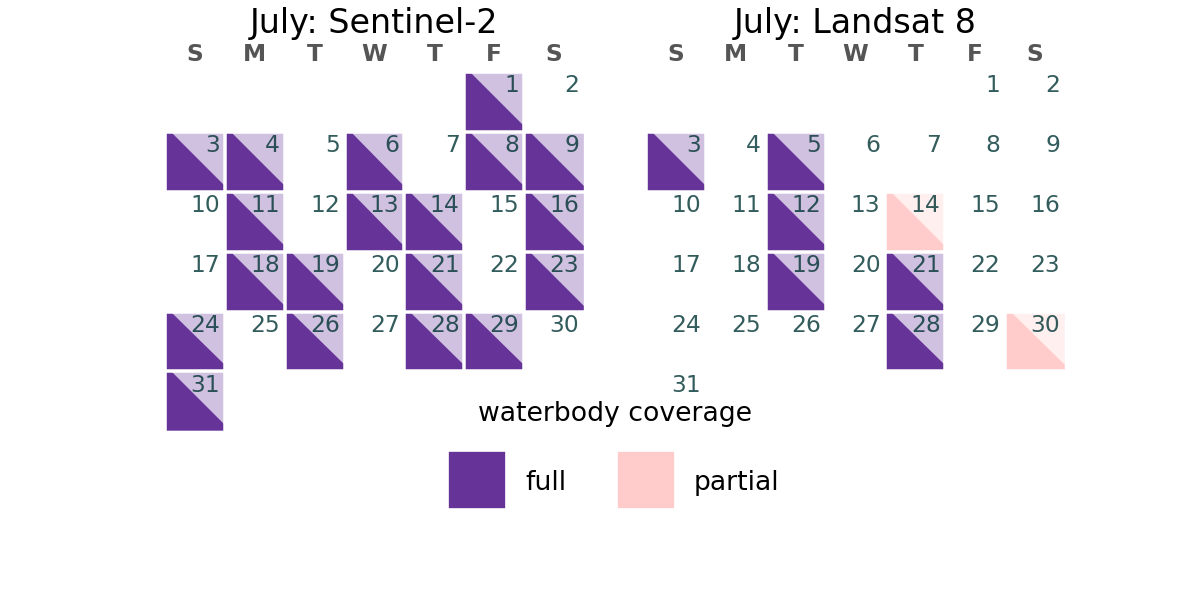 July: Sentinel-2
S M T W T F S
1 2
3 4 5 6 7 8 9
10 11 12 13 14 15 16
17 18 19 20 21 22 23
24 25 26 27 28 29 30
31
July: Landsat 8
S M T W T F S
1 2
3 4 5 6 7 8 9
10 11 12 13 14 15 16
17 18 19 20 21 22 23
24 25 26 27 28 29 30
31
waterbody coverage
full partial